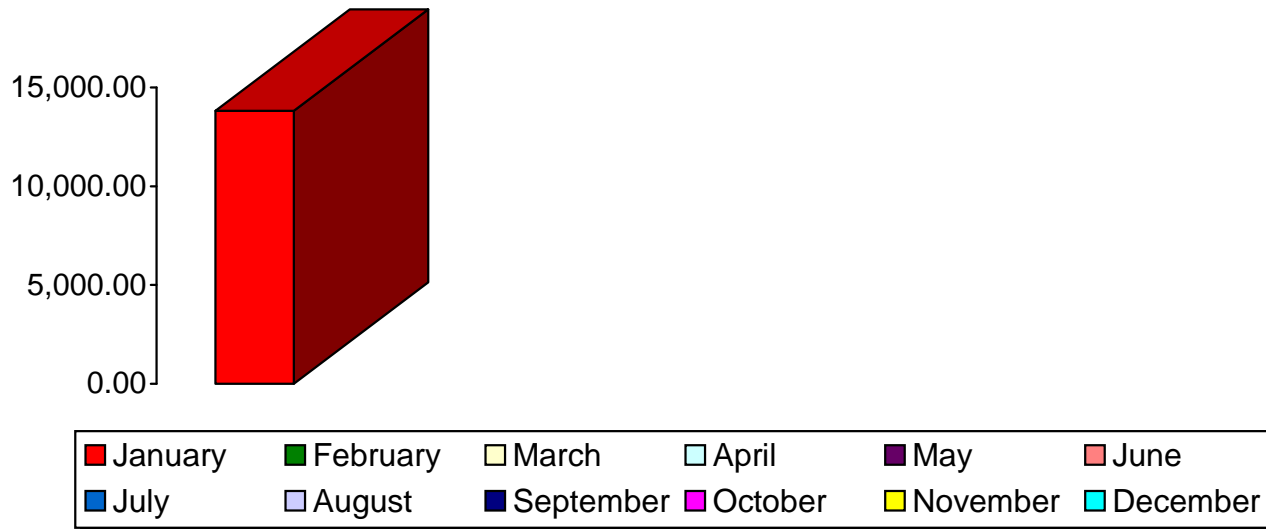 15,000.00
10,000.00
5,000.00
0.00
January February March April May June
July August September October November December